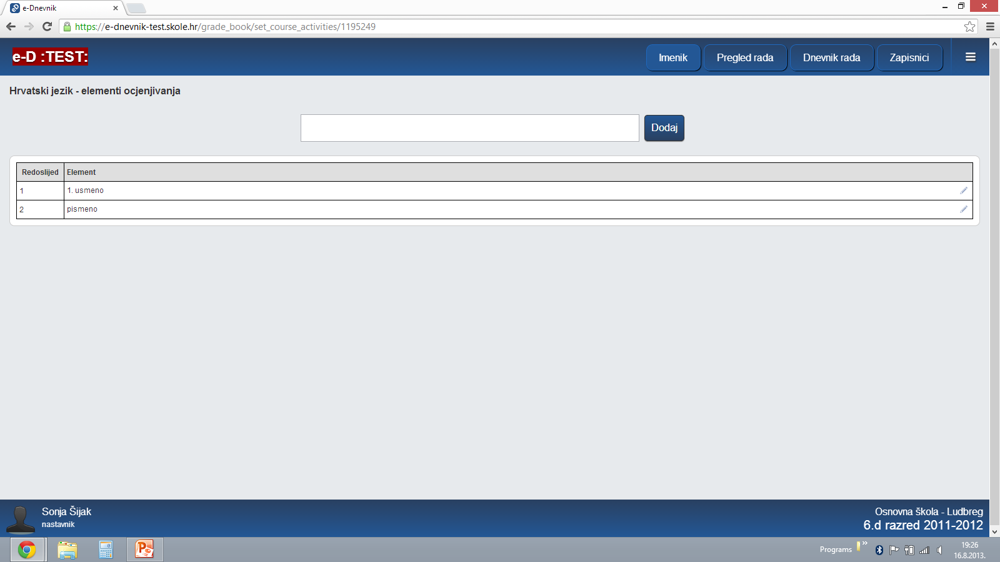 e-Dnevnik
https://e-dnevnik-test.skole.hr/grade_book/set_course_activities/1195249
e-D :TEST:
Imenik
Pregled rada
Dnevnik rada
Zapisnici
Hrvatski jezik - elementi ocjenjivanja
Dodaj
Redoslijed Element
1 1. usmeno
2 pismeno
Sonja Šijak
nastavnik
Osnovna škola - Ludbreg
6.d razred 2011-2012
Programs
19:26
16.8.2013.